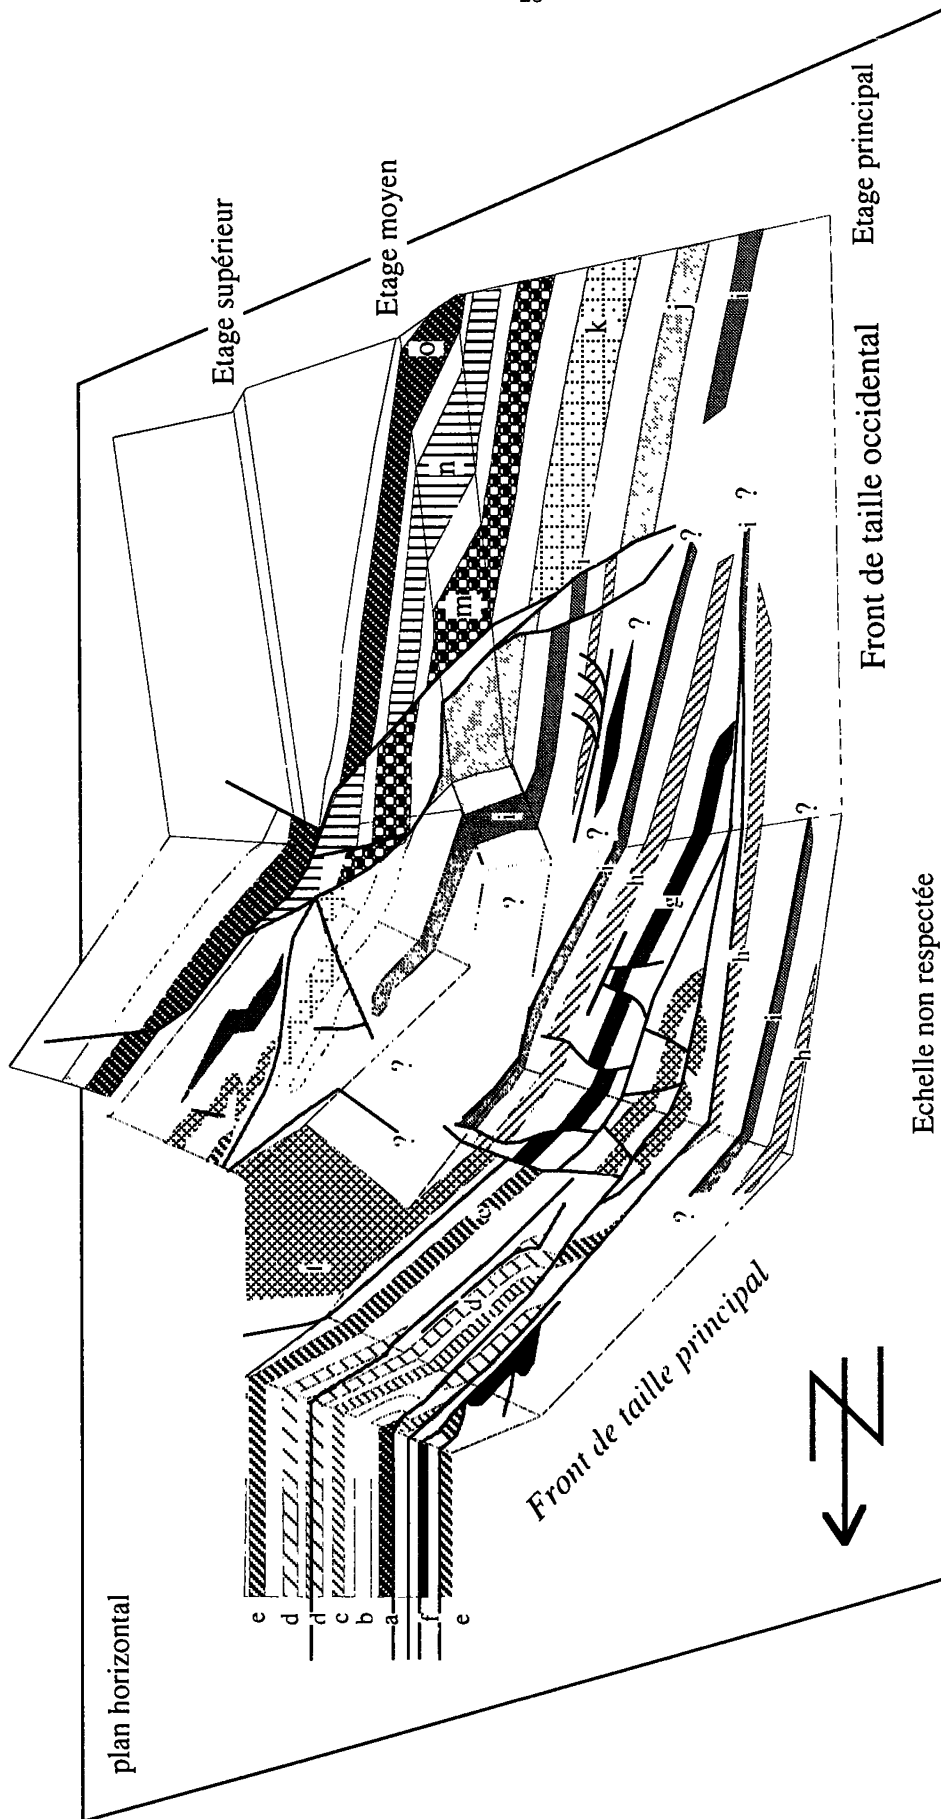 Etage supérieur
Etage moyen
Etage principal
Front de taille occidental
Echelle non respectée
Front de taille principal
plan horizontal
o
n
m
k
j
i
i
?
?
?
?
?
?
?
?
?
i
i
h
g
h
i
h
e
d
e
d
d
c
b
a
f
e